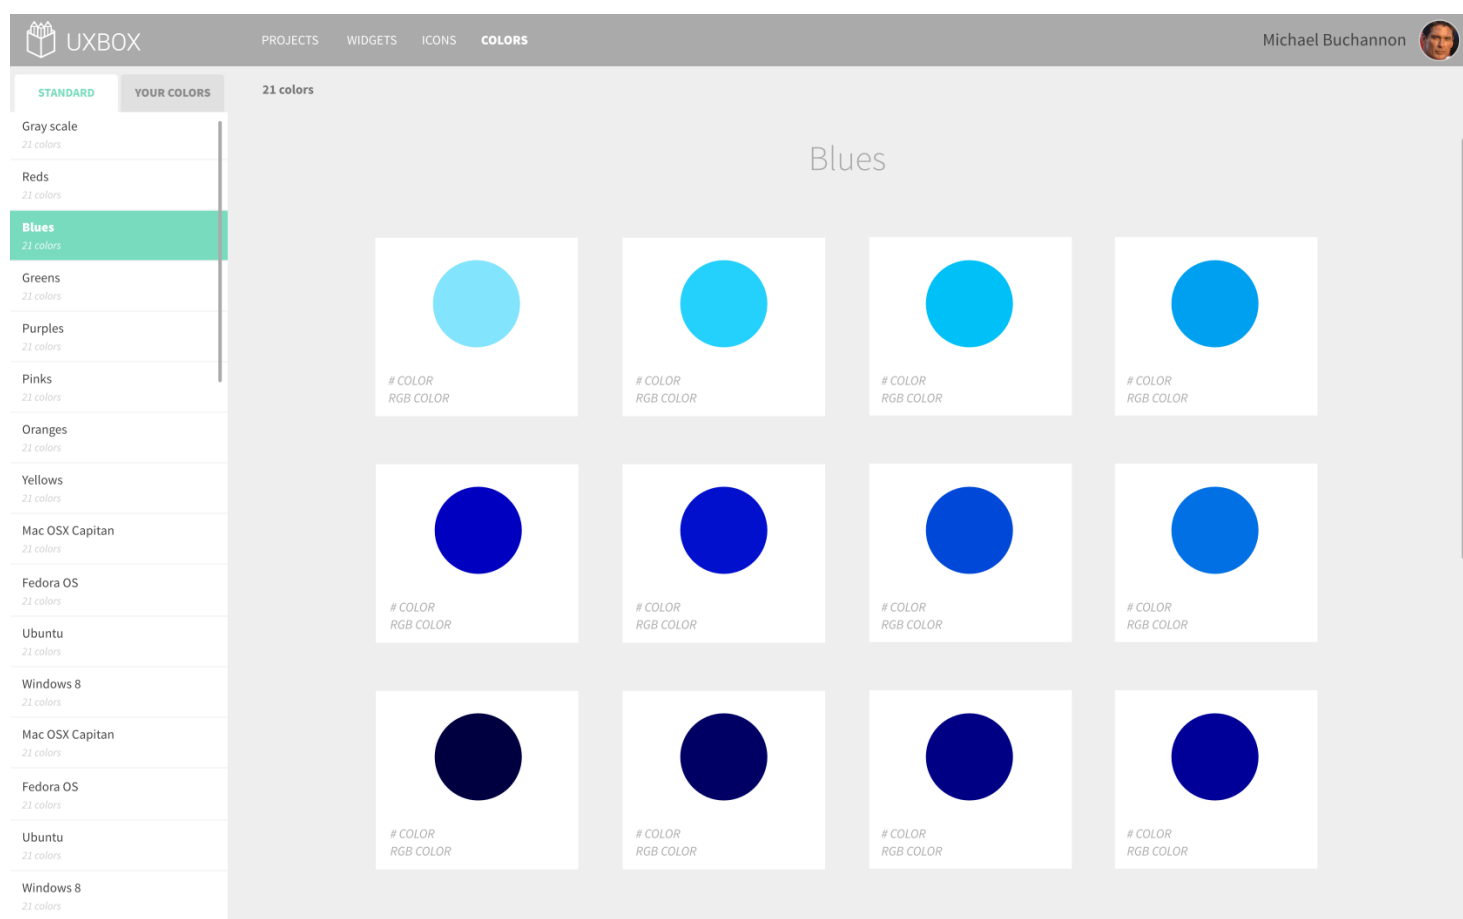 UXBOX
PROJECTS WIDGETS ICONS COLORS
Michael Buchannon
STANDARD
YOUR COLORS
Gray scale
21 colors
Reds
21 colors
Blues
21 colors
Greens
21 colors
Purples
21 colors
Pinks
21 colors
Oranges
21 colors
Yellows
21 colors
Mac OSX Capitan
21 colors
Fedora OS
21 colors
Ubuntu
21 colors
Windows 8
21 colors
Mac OSX Capitan
21 colors
Fedora OS
21 colors
Ubuntu
21 colors
Windows 8
21 colors
21 colors
Blues
# COLOR
RGB COLOR
# COLOR
RGB COLOR
# COLOR
RGB COLOR
# COLOR
RGB COLOR
# COLOR
RGB COLOR
# COLOR
RGB COLOR
# COLOR
RGB COLOR
# COLOR
RGB COLOR
# COLOR
RGB COLOR
# COLOR
RGB COLOR
# COLOR
RGB COLOR
# COLOR
RGB COLOR